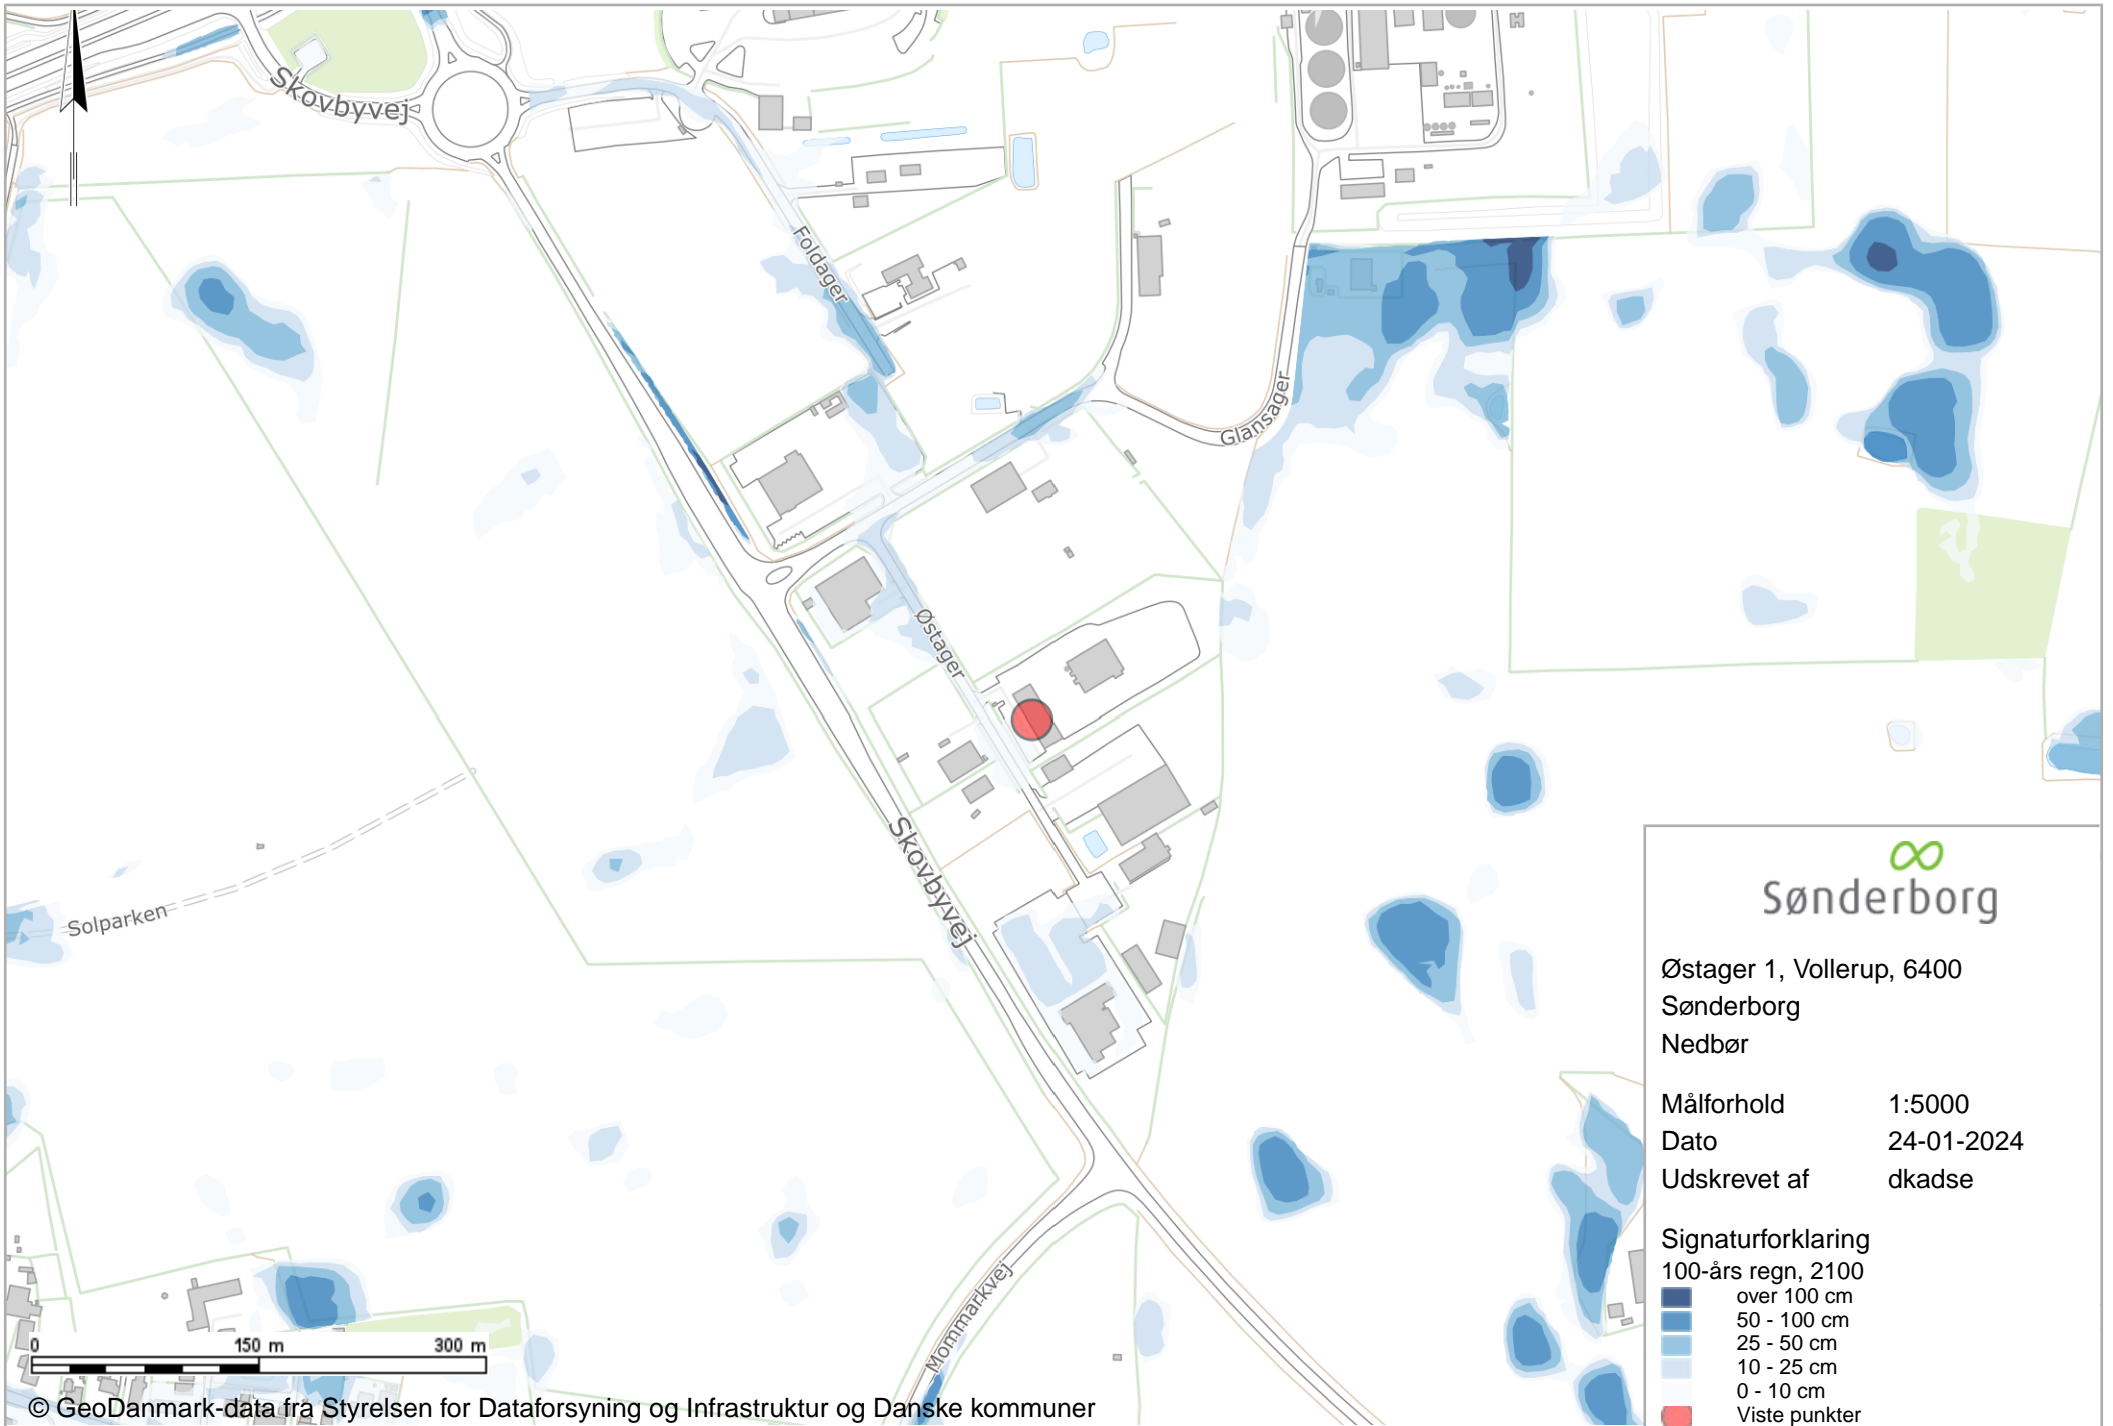 Skovbyvej
Foldager
Glansager
Østager
Skovbyvej
Solparken
Mommarkvej
0 150 m 300 m
© GeoDanmark-data fra Styrelsen for Dataforsyning og Infrastruktur og Danske kommuner
Sønderborg
Østager 1, Vollerup, 6400
Sønderborg
Nedbør
Målforhold 1:5000
Dato 24-01-2024
Udskrevet af dkadse
Signaturforklaring
100-års regn, 2100
over 100 cm
50 - 100 cm
25 - 50 cm
10 - 25 cm
0 - 10 cm
Viste punkter